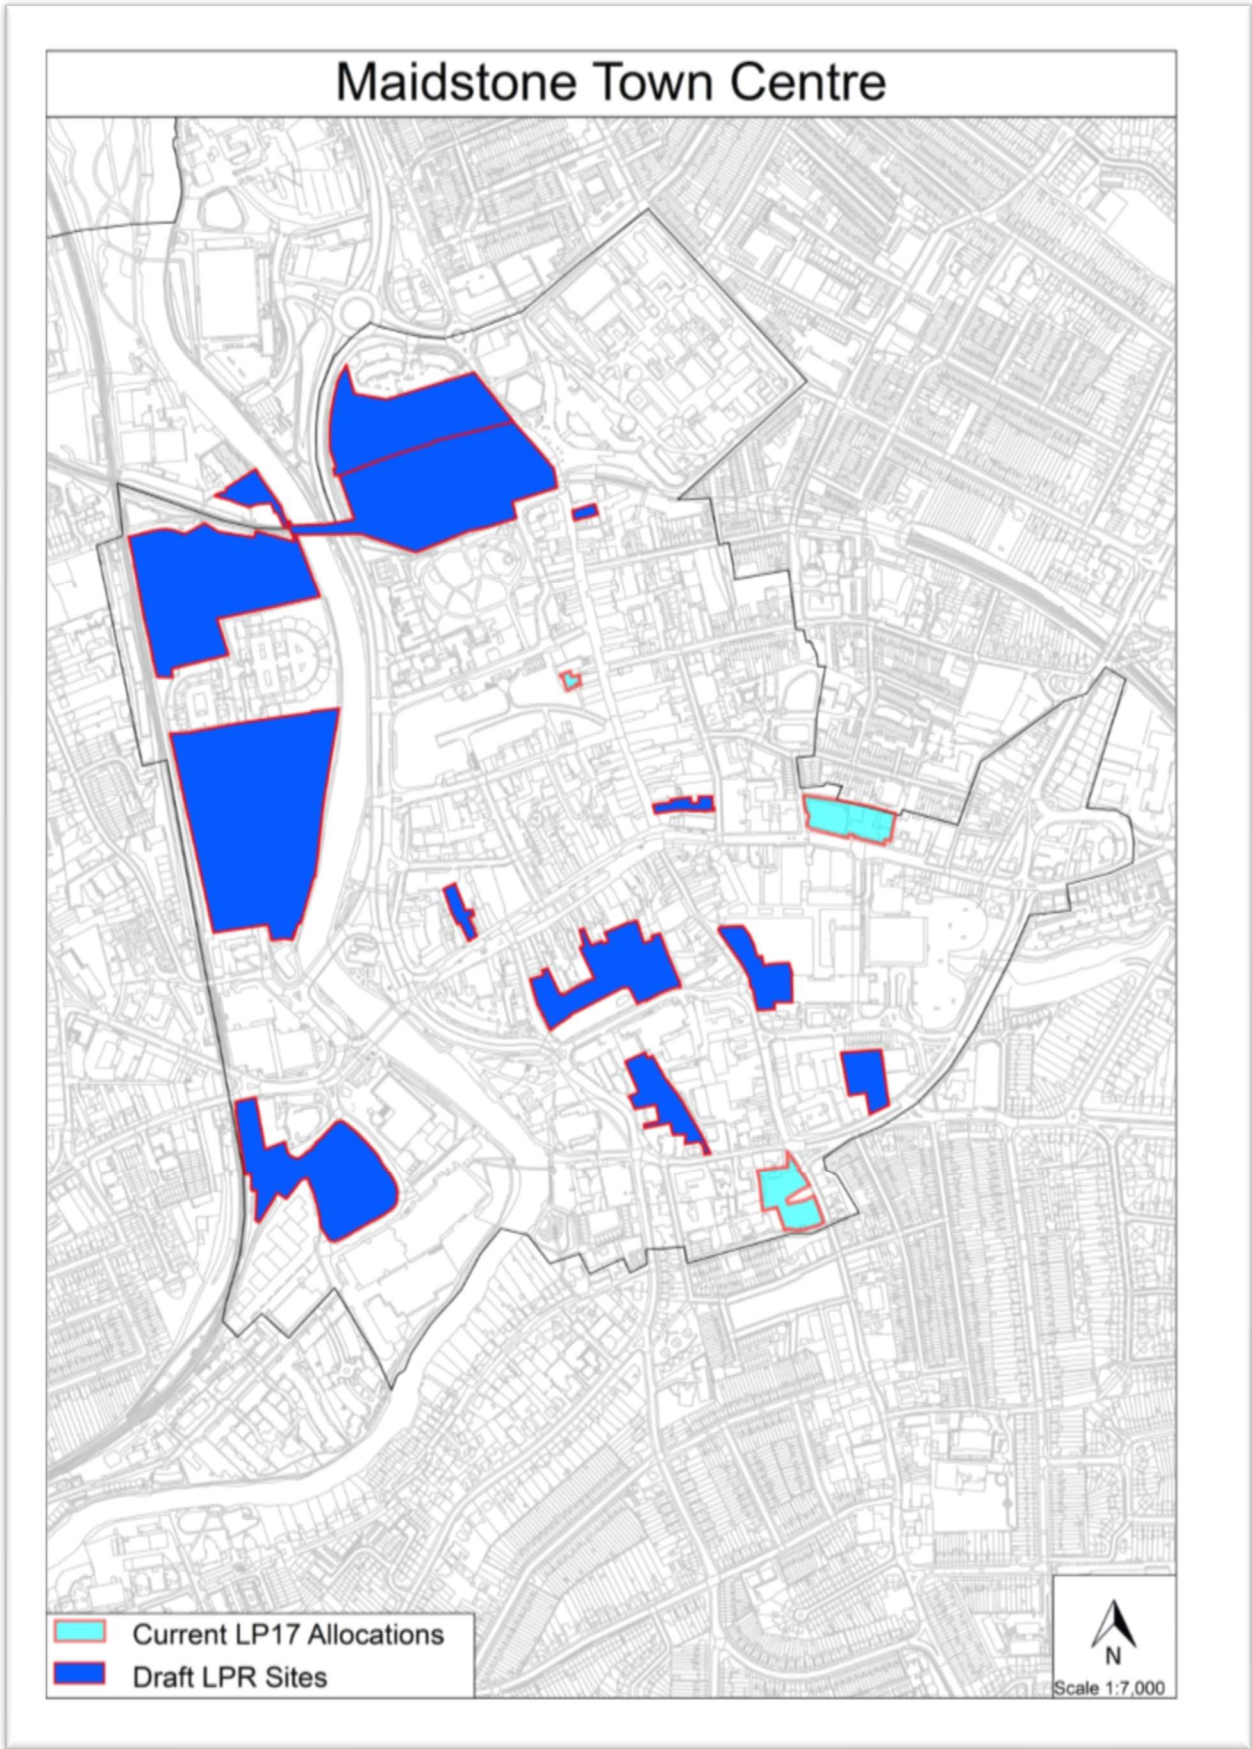 Maidstone Town Centre
Current LP17 Allocations
Draft LPR Sites
N
Scale 1:7,000